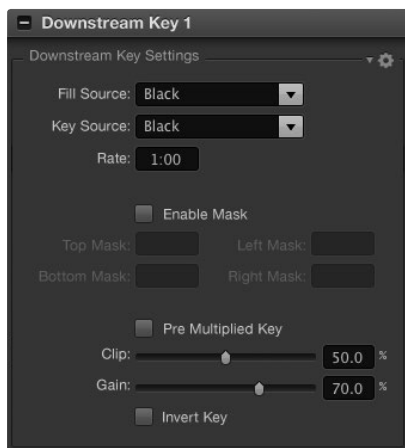 Downstream Key 1
Downstream Key Settings
Fill Source: Black
Key Source: Black
Rate: 1:00
Enable Mask
Top Mask: Left Mask:
Bottom Mask: Right Mask:
Pre Multiplied Key
Clip: 50.0 %
Gain: 70.0 %
Invert Key